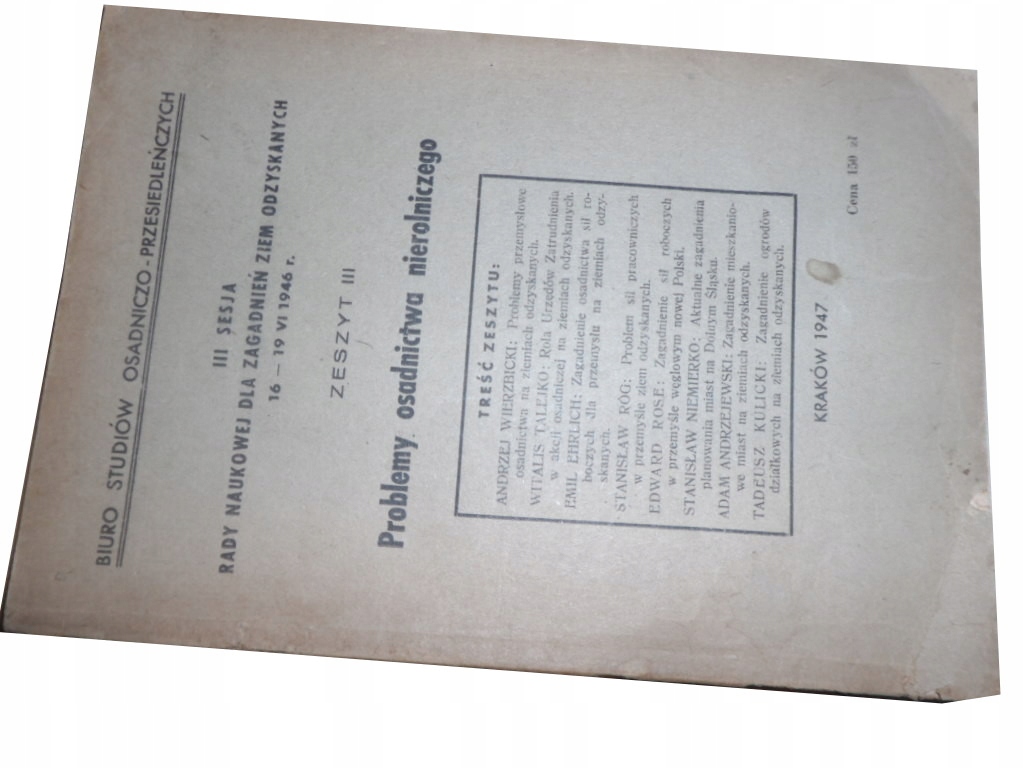 BIURO STUDIÓW OSADNICZO-PRZESIEDLEŃCZYCH
III SESJA
RADY NAUKOWEJ DLA ZAGADNIEŃ ZIEM ODZYSKANYCH
16 — 19 VI 1946 r.
ZESZYT III
Problemy osadnictwa nierolniczego
TREŚĆ ZESZYTU:
ANDRZEJ WIERZBICKI: Problemy przemysłowe
osadnictwa na ziemiach odzyskanych.
WITALIS TALEJKO: Rola Urzędów Zatrudnienia
w akcji osadniczej na ziemiach odzyskanych.
EMIL EHRLICH: Zagadnienie osadnictwa sił ro-
boczych dla przemysłu na ziemiach odzy-
skanych.
STANISŁAW RÓG: Problem sił pracowniczych
w przemyśle ziem odzyskanych.
EDWARD ROSE: Zagadnienie sił roboczych
w przemyśle węglowym nowej Polski.
STANISŁAW NIEMIERKO: Aktualne zagadnienia
planowania miast na Dolnym Śląsku.
ADAM ANDRZEJEWSKI: Zagadnienie mieszkanio-
we miast na ziemiach odzyskanych.
TADEUSZ KULICKI: Zagadnienie ogrodów
działkowych na ziemiach odzyskanych.
KRAKÓW 1947
Cena 150 zł